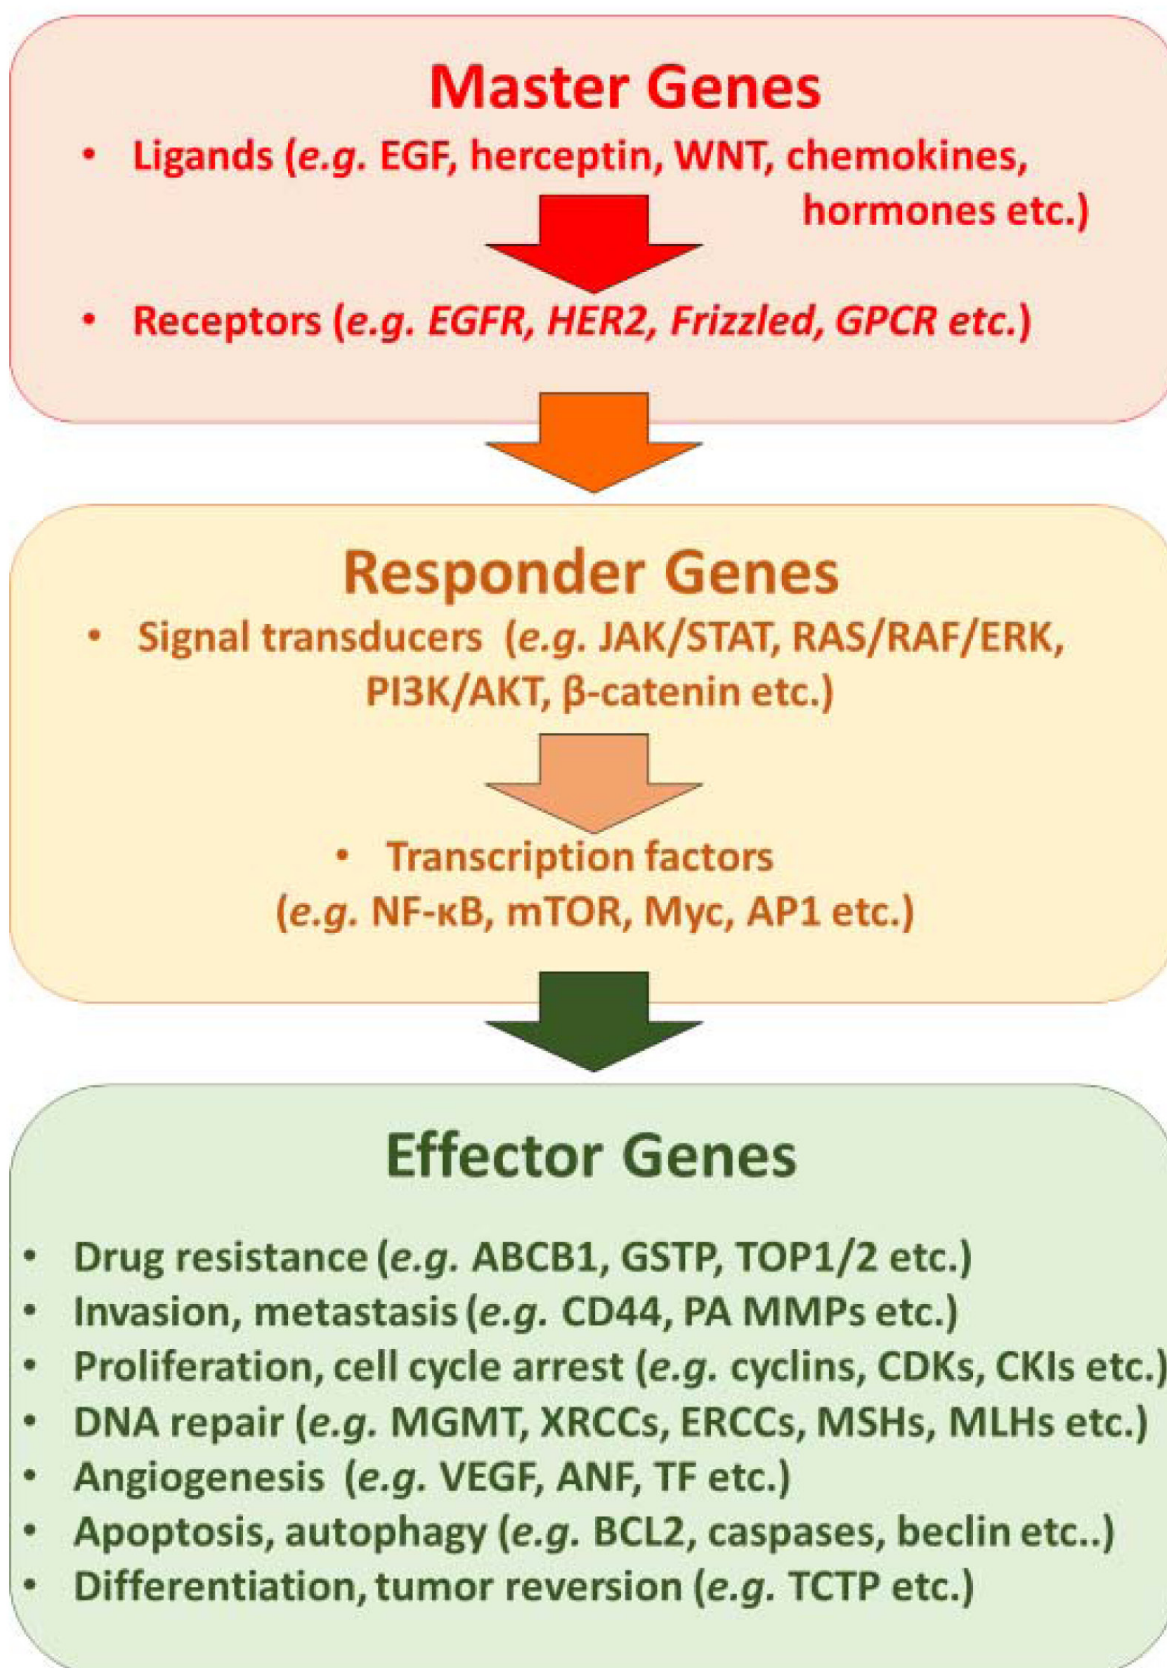 Master Genes
• Ligands (e.g. EGF, herceptin, WNT, chemokines,
hormones etc.)
• Receptors (e.g. EGFR, HER2, Frizzled, GPCR etc.)
Responder Genes
• Signal transducers (e.g. JAK/STAT, RAS/RAF/ERK,
PI3K/AKT, β-catenin etc.)
• Transcription factors
(e.g. NF-κB, mTOR, Myc, AP1 etc.)
Effector Genes
• Drug resistance (e.g. ABCB1, GSTP, TOP1/2 etc.)
• Invasion, metastasis (e.g. CD44, PA MMPs etc.)
• Proliferation, cell cycle arrest (e.g. cyclins, CDKs, CKIs etc.)
• DNA repair (e.g. MGMT, XRCCs, ERCCs, MSHs, MLHs etc.)
• Angiogenesis (e.g. VEGF, ANF, TF etc.)
• Apoptosis, autophagy (e.g. BCL2, caspases, beclin etc..)
• Differentiation, tumor reversion (e.g. TCTP etc.)